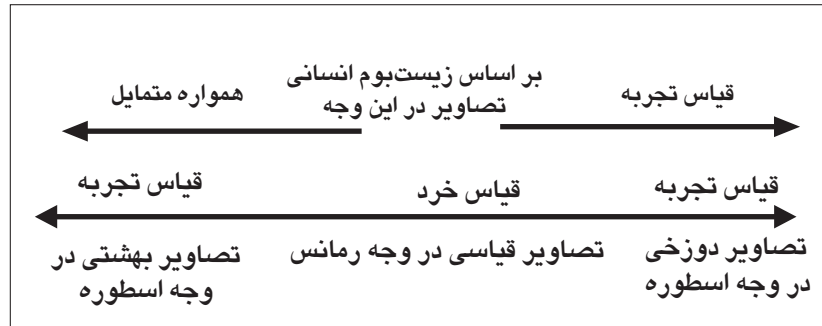 بر اساس زیست‌بوم انسانی
قیاس تجربه
تصاویر در این وجه
همواره متمایل
قیاس تجربه
قیاس خرد
قیاس تجربه
تصاویر دوزخی
در وجه اسطوره
تصاویر قیاسی در وجه رمانس
تصاویر بهشتی در
وجه اسطوره